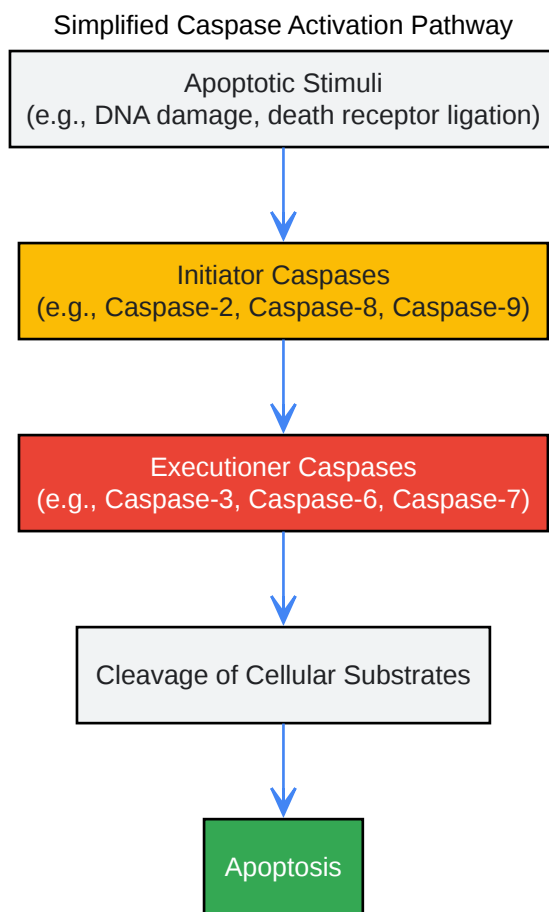 Simplified Caspase Activation Pathway
Apoptotic Stimuli
(e.g., DNA damage, death receptor ligation)
Initiator Caspases
(e.g., Caspase-2, Caspase-8, Caspase-9)
Executioner Caspases
(e.g., Caspase-3, Caspase-6, Caspase-7)
Cleavage of Cellular Substrates
Apoptosis